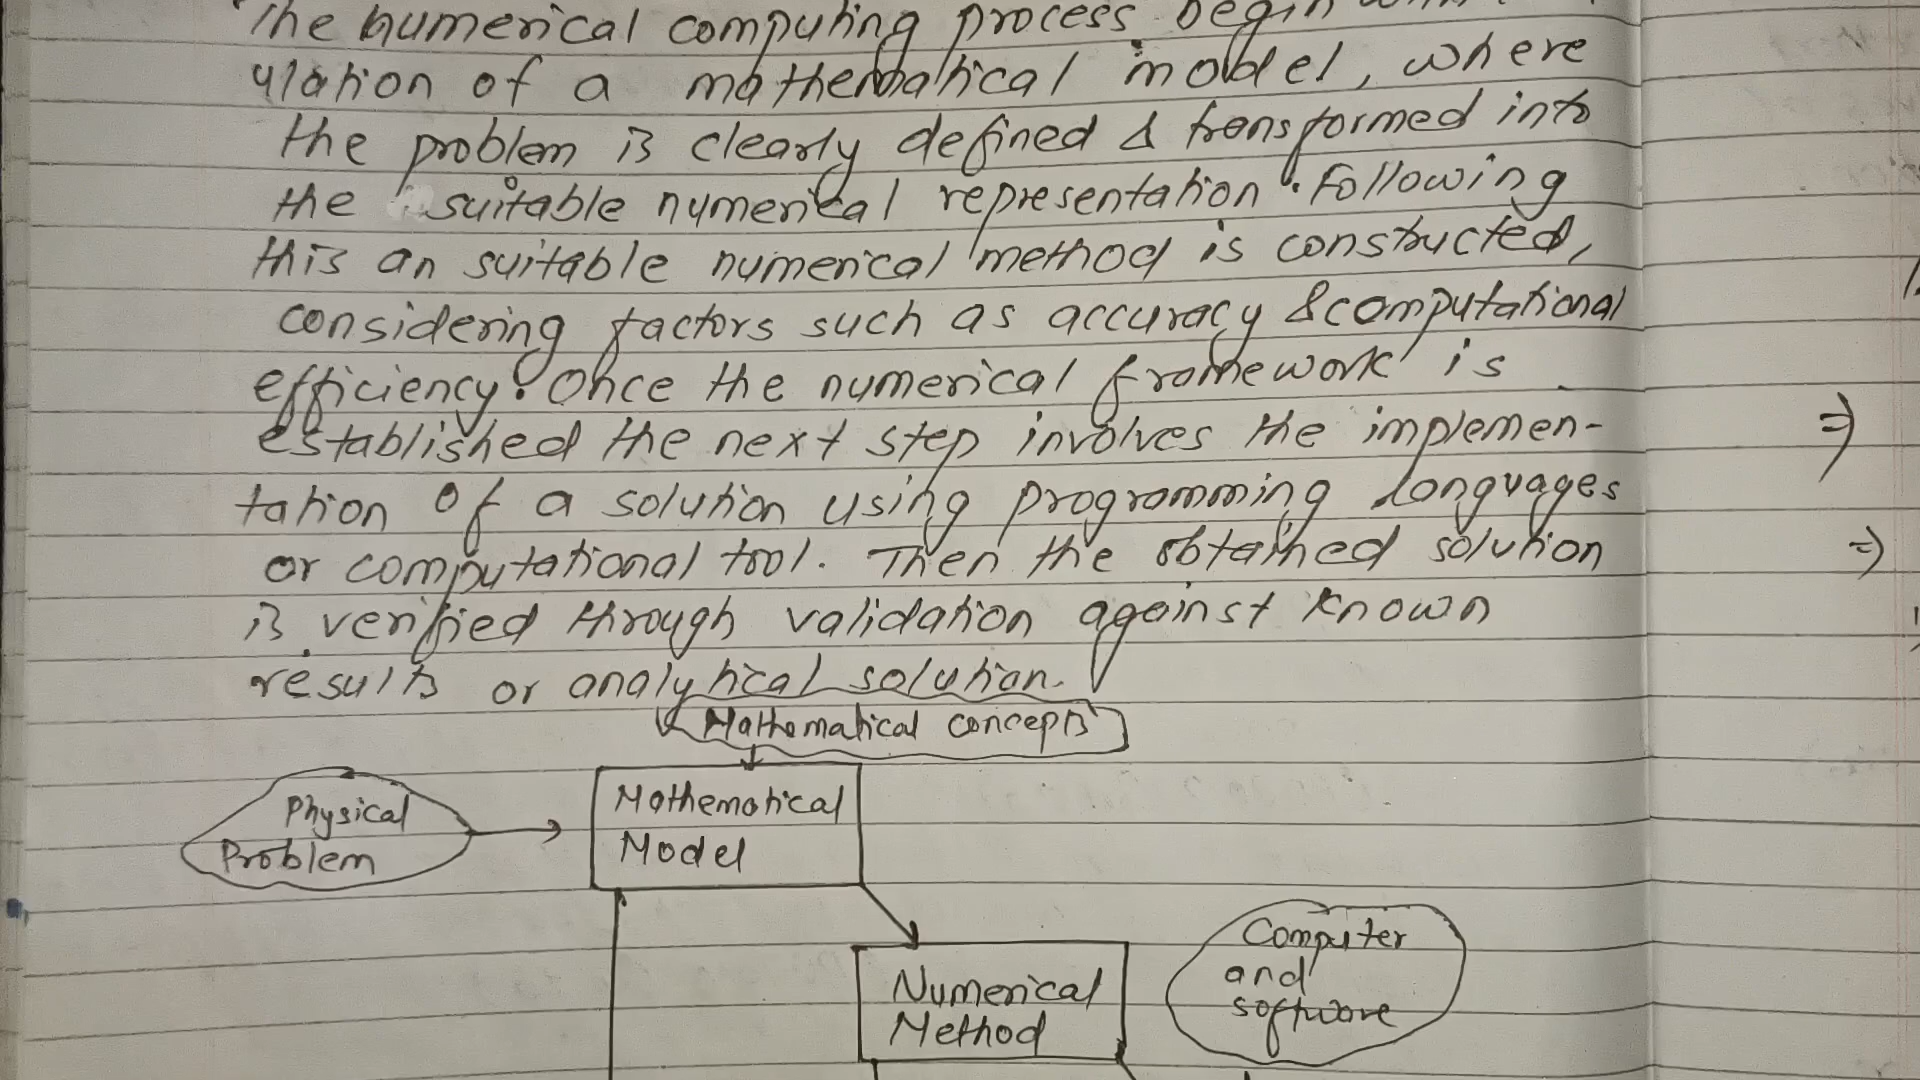 The numerical computing process begin
ulation of a mathematical model, where
the problem is clearly defined & transformed into
the suitable numerical representation. Following
this an suitable numerical method is constructed,
considering factors such as accuracy & computational
efficiency. Once the numerical framework is
established the next step involves the implemen-
tation of a solution using programming languages
or computational tool. Then the obtained solution
is verified through validation against known
results or analytical solution.
Mathematical concepts
Physical
Problem
Mathematical
Model
Computer
and
software
Numerical
Method